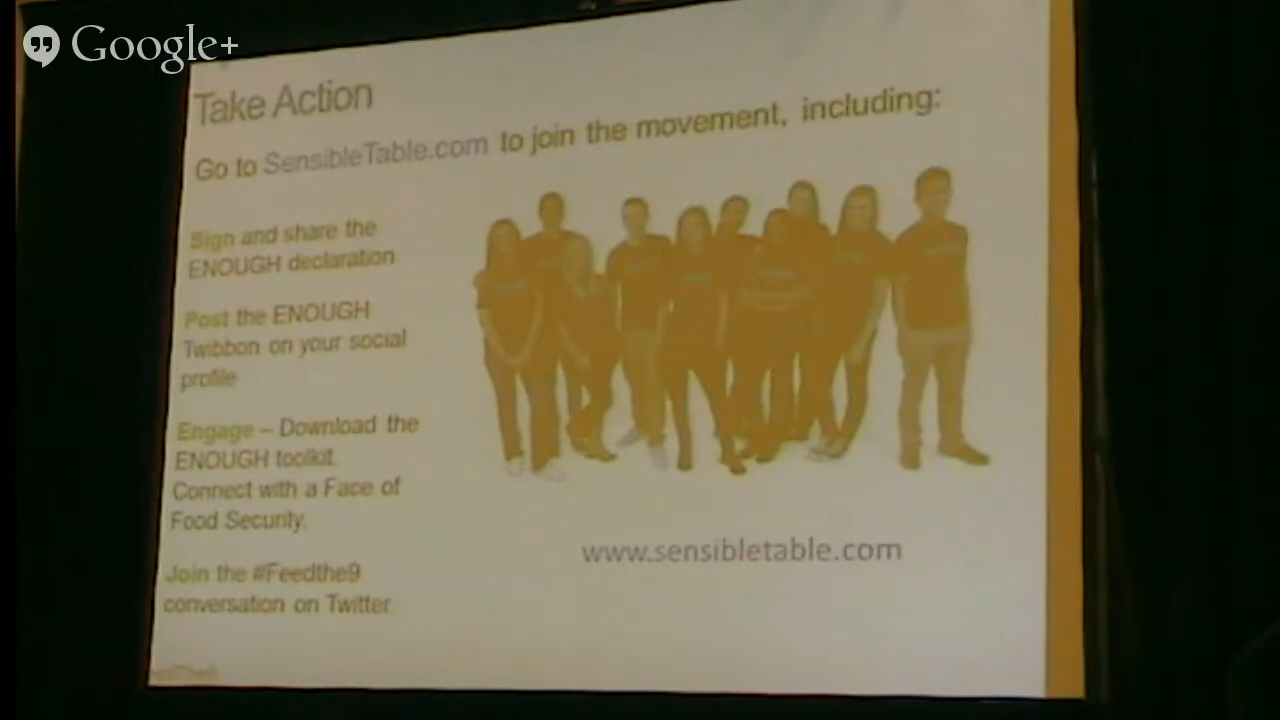 Google+
Take Action
Go to SensibleTable.com to join the movement, including:
Sign and share the
ENOUGH declaration
Post the ENOUGH
Twibbon on your social
profile
Engage – Download the
ENOUGH toolkit.
Connect with a Face of
Food Security.
Join the #Feedthe9
conversation on Twitter.
www.sensibletable.com